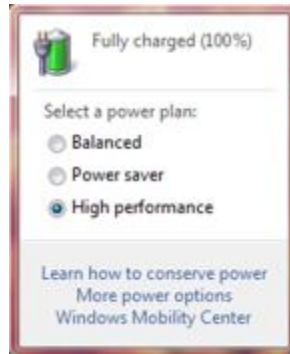 Fully charged (100%)
Select a power plan:
Balanced
Power saver
High performance
Learn how to conserve power
More power options
Windows Mobility Center